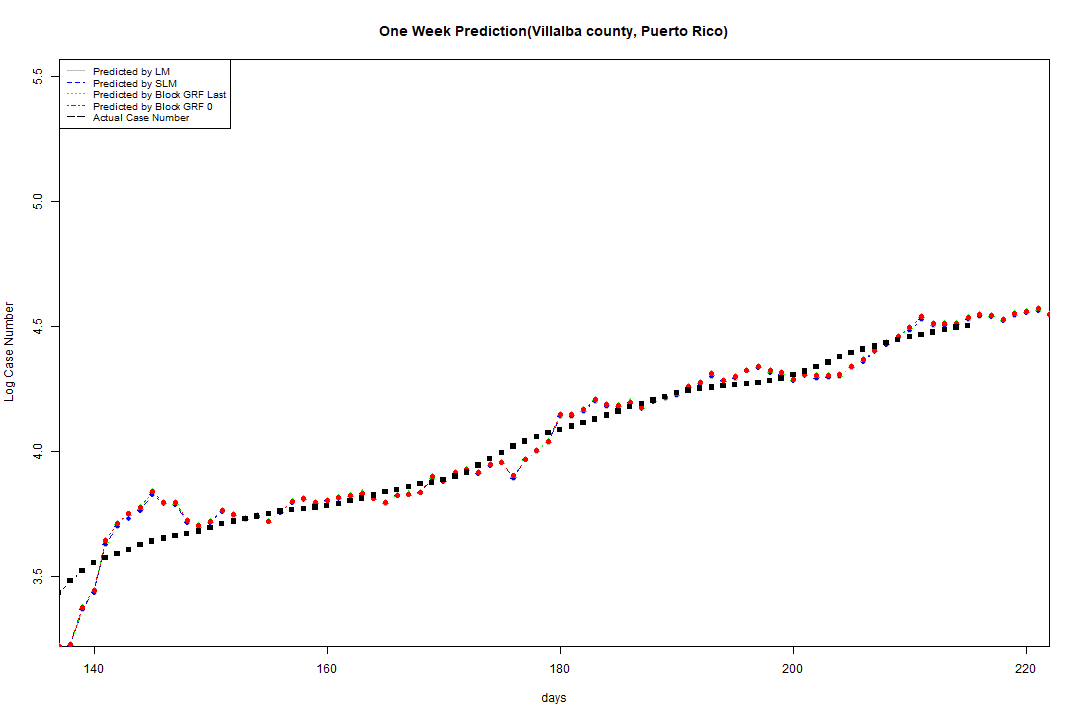 One Week Prediction(Villalba county, Puerto Rico)
Predicted by LM
Predicted by SLM
Predicted by Block GRF Last
Predicted by Block GRF 0
Actual Case Number
5.5
5.0
4.5
4.0
3.5
Log Case Number
140 160 180 200 220
days